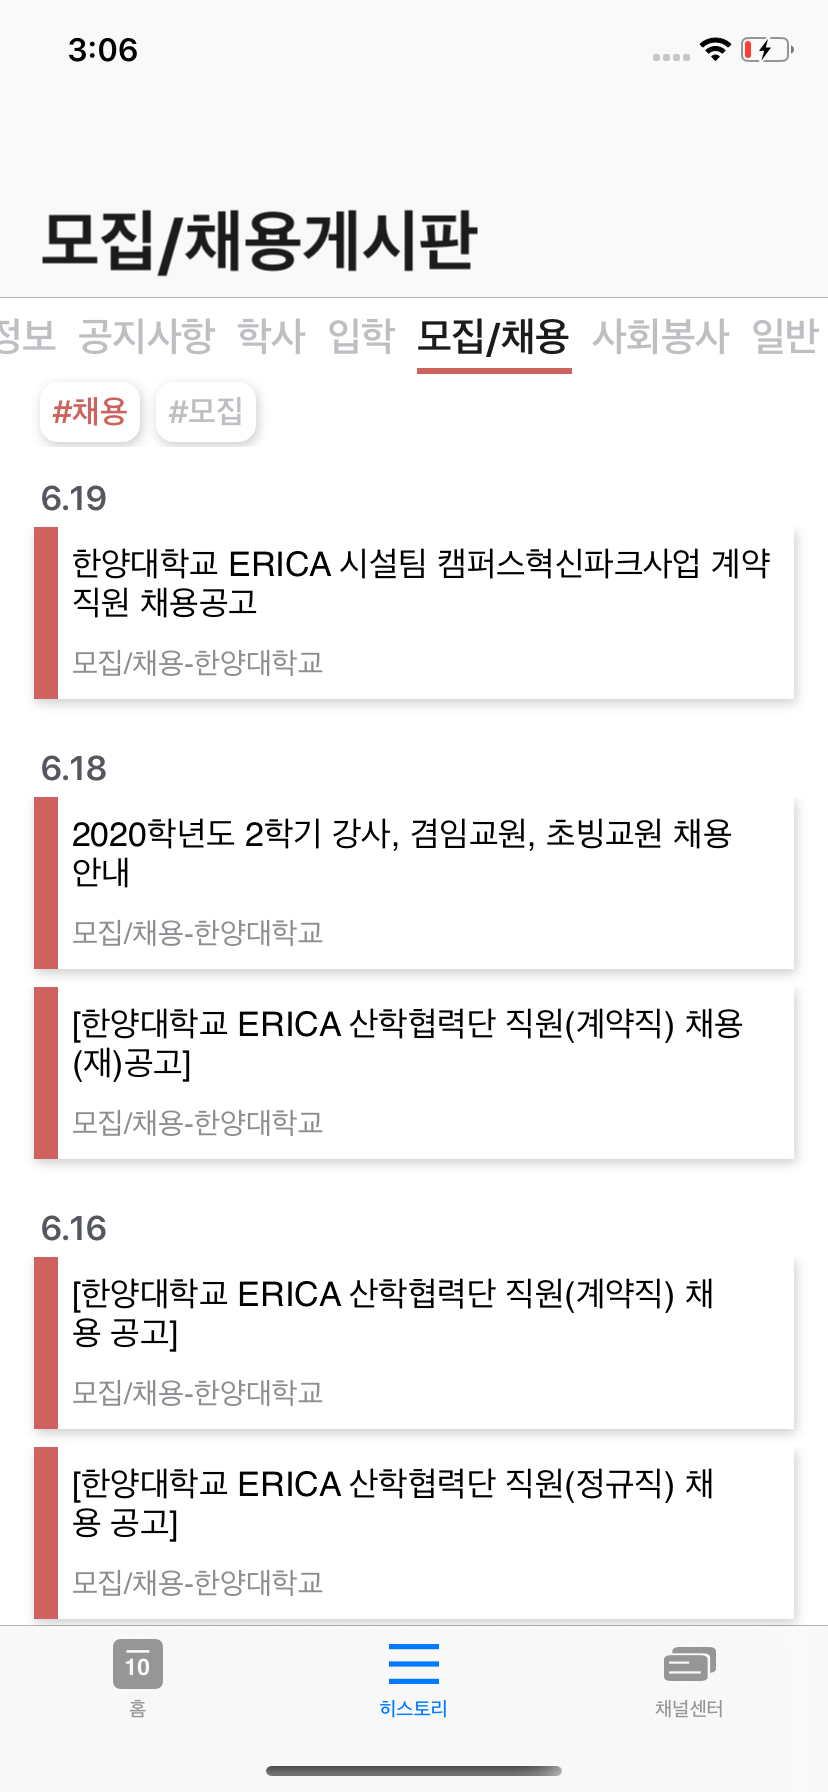 3:06
모집/채용게시판
정보 공지사항 학사 입학 모집/채용 사회봉사 일반
#채용 #모집
6.19
한양대학교 ERICA 시설팀 캠퍼스혁신파크사업 계약
직원 채용공고
모집/채용-한양대학교
6.18
2020학년도 2학기 강사, 겸임교원, 초빙교원 채용
안내
모집/채용-한양대학교
[한양대학교 ERICA 산학협력단 직원(계약직) 채용
(재)공고]
모집/채용-한양대학교
6.16
[한양대학교 ERICA 산학협력단 직원(계약직) 채
용 공고]
모집/채용-한양대학교
[한양대학교 ERICA 산학협력단 직원(정규직) 채
용 공고]
모집/채용-한양대학교
10
홈 히스토리 채널센터